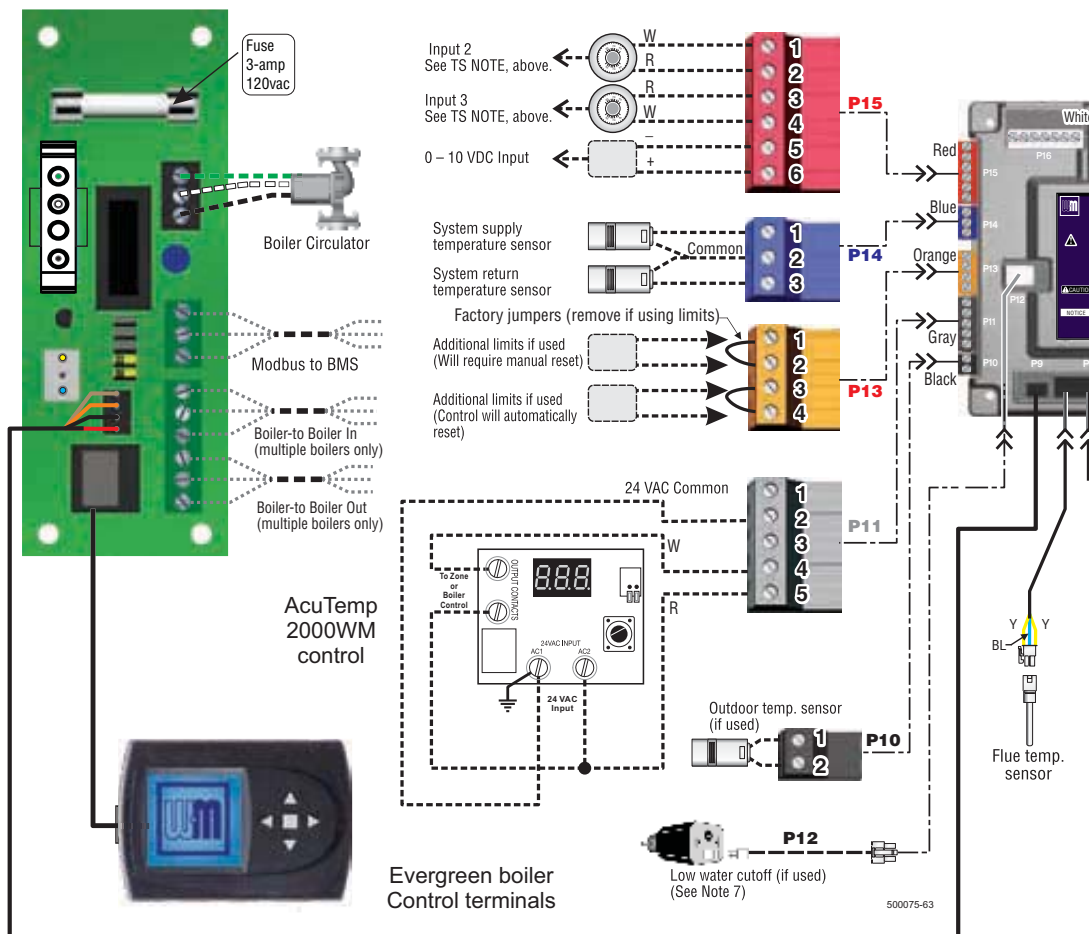 Fuse
3-amp
120vac
Boiler Circulator
Modbus to BMS
Boiler-to Boiler In
(multiple boilers only)
Boiler-to Boiler Out
(multiple boilers only)
Input 2
See TS NOTE, above.
W
R
Input 3
See TS NOTE, above.
R
W
0 – 10 VDC Input
–
+
1
2
3
4
5
6
P15
System supply
temperature sensor
Common
System return
temperature sensor
1
2
3
P14
Factory jumpers (remove if using limits)
Additional limits if used
(Will require manual reset)
Additional limits if used
(Control will automatically
reset)
1
2
3
4
P13
24 VAC Common
W
R
1
2
3
4
5
P11
To Zone
or
Boiler
Control
OUTPUT CONTACTS
8.8.8.
24VAC INPUT
AC1
AC2
24 VAC
Input
AcuTemp
2000WM
control
Outdoor temp. sensor
(if used)
1
2
P10
P12
Low water cutoff (if used)
(See Note 7)
Evergreen boiler
Control terminals
500075-63
White
P16
Red
P15
Blue
P14
Orange
P13
P12
P11
Gray
P10
Black
P9
CAUTION
NOTICE
Y
Y
BL
Flue temp.
sensor
WM
WM